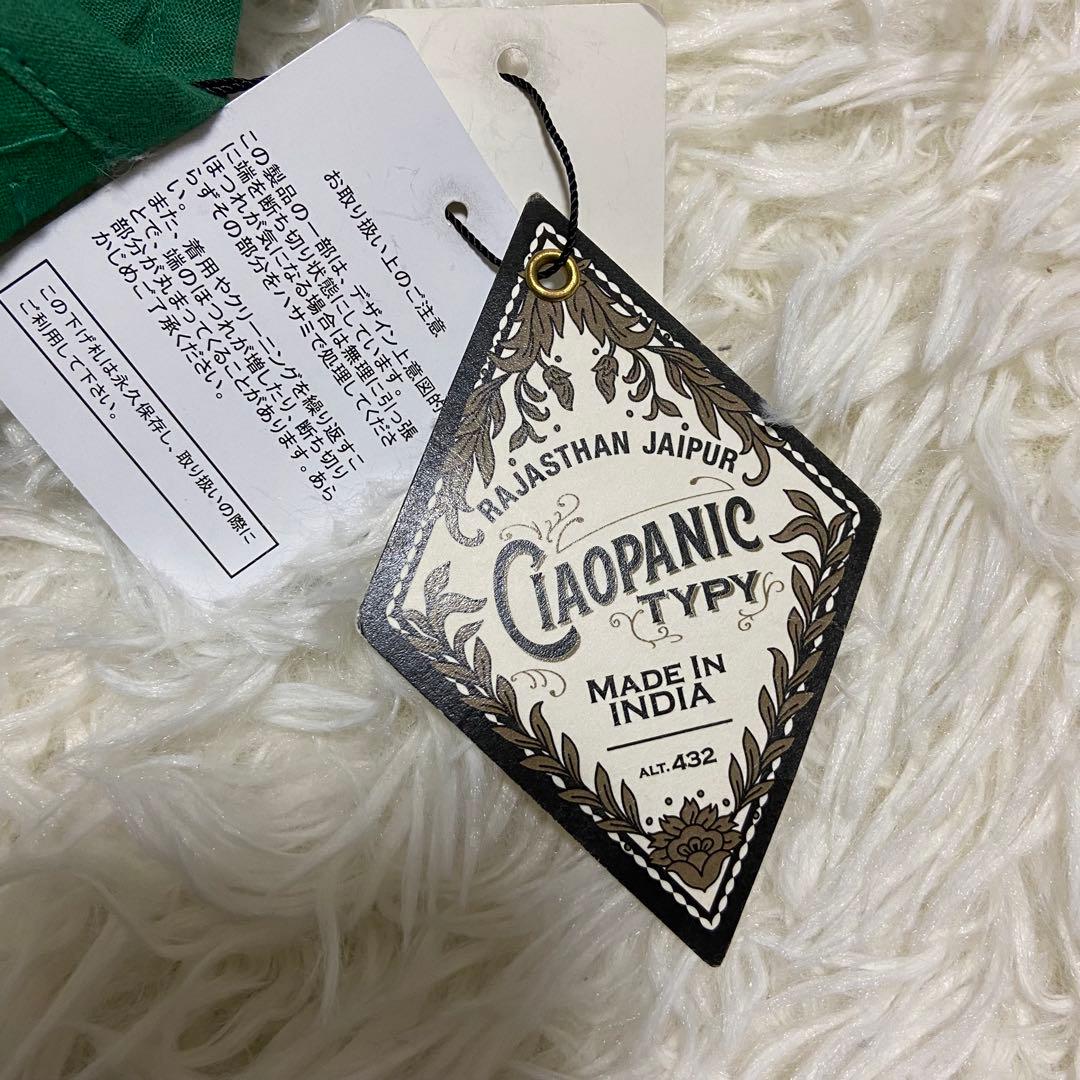 お取り扱い上のご注意
この製品の一部は、デザイン上意図的
に端を断ち切り状態にしています。
ほつれが気になる場合は無理に引っ張
らずその部分をハサミで処理してくださ
い。
また、着用やクリーニングを繰り返すこ
とで、端のほつれが増したり、断ち切り
部分が丸まってくることがあります。あら
かじめご了承ください。
この下げ札は永久保存し、取り扱いの際に
ご利用して下さい。
RAJASTHAN JAIPUR
CIAOPANIC
TYPY
MADE IN
INDIA
ALT.432